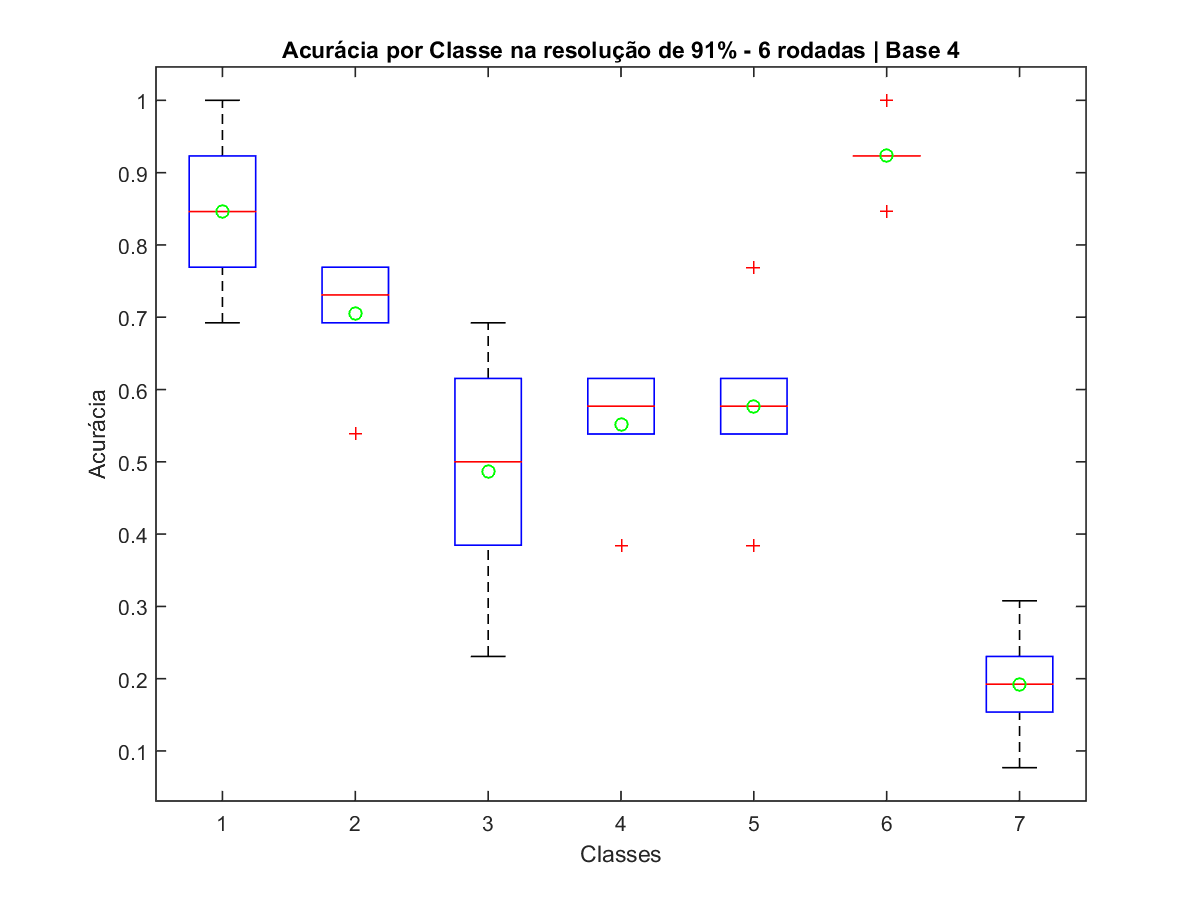 Acurácia por Classe na resolução de 91% - 6 rodadas | Base 4
1
0.9
0.8
0.7
0.6
0.5
0.4
0.3
0.2
0.1
Acurácia
1 2 3 4 5 6 7
Classes